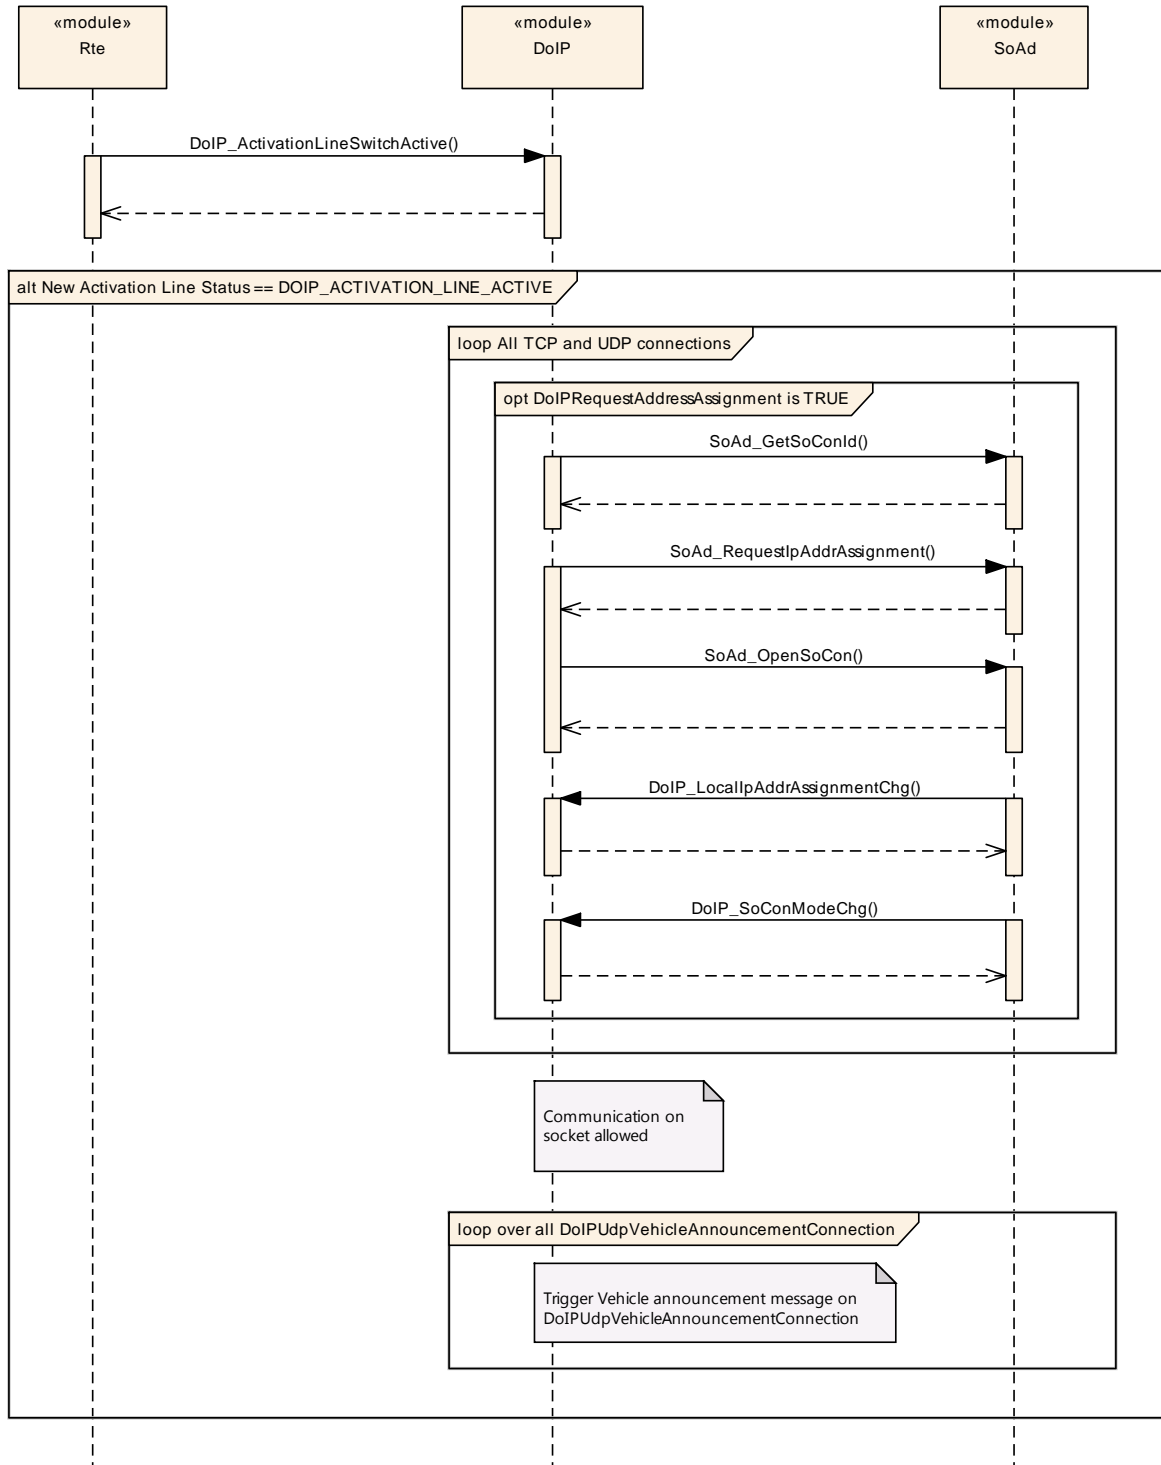 «module»
Rte
«module»
DoIP
«module»
SoAd
DoIP_ActivationLineSwitchActive()
alt New Activation Line Status == DOIP_ACTIVATION_LINE_ACTIVE
loop All TCP and UDP connections
opt DoIPRequestAddressAssignment is TRUE
SoAd_GetSoConId()
SoAd_RequestIpAddrAssignment()
SoAd_OpenSoCon()
DoIP_LocalIpAddrAssignmentChg()
DoIP_SoConModeChg()
Communication on
socket allowed
loop over all DoIPUdpVehicleAnnouncementConnection
Trigger Vehicle announcement message on
DoIPUdpVehicleAnnouncementConnection